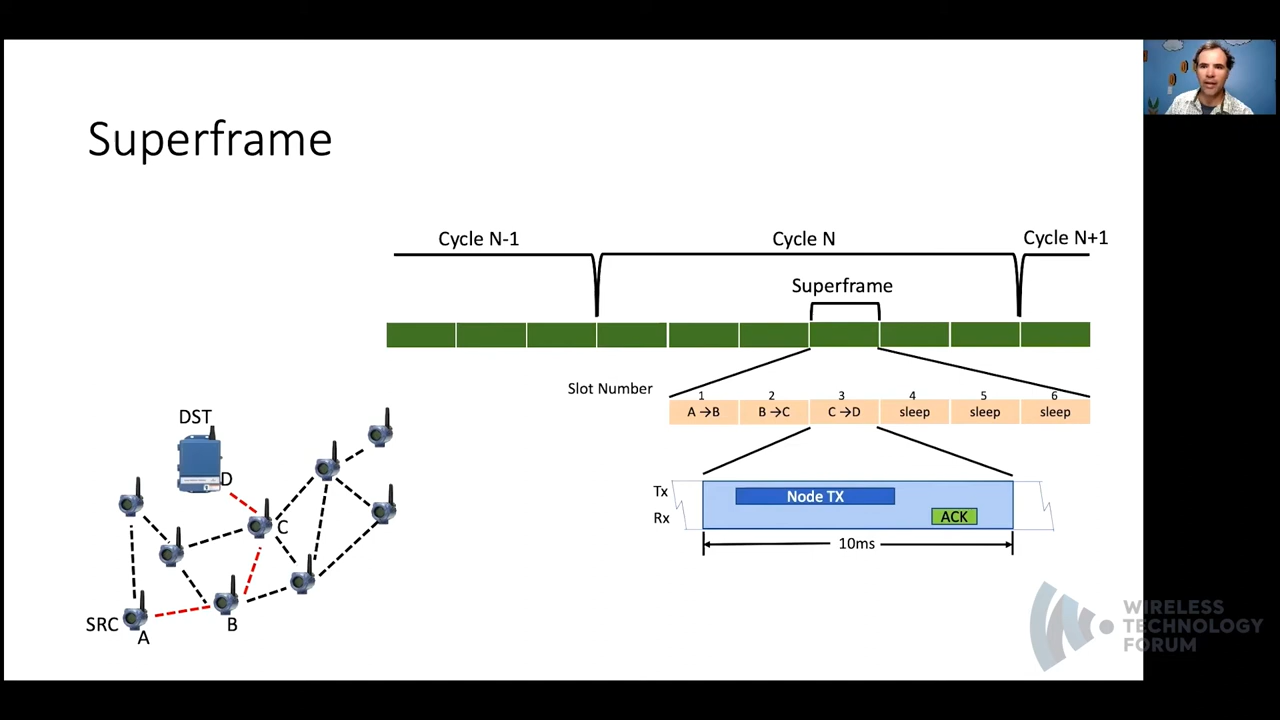 Superframe
Cycle N-1
Cycle N
Cycle N+1
Superframe
Slot Number
1 2 3 4 5 6
A →B B →C C →D sleep sleep sleep
Tx
Node TX
Rx
ACK
10ms
DST
D
C
SRC
A
B
WIRELESS
TECHNOLOGY
FORUM